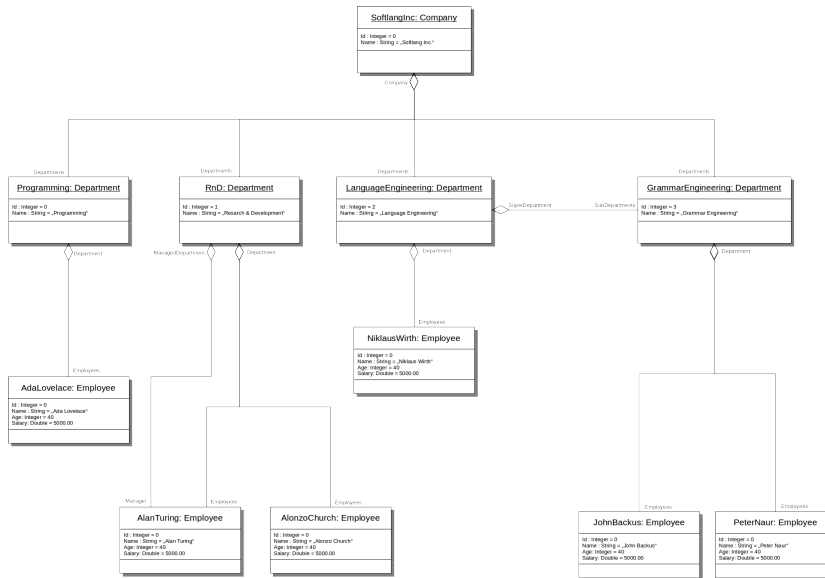 SoftlangInc: Company
Id : Integer = 0
Name : String = „Softlang Inc.“
Company
Departments
Departments
Departments
Departments
Programming: Department
Id : Integer = 0
Name : String = „Programming“
RnD: Department
Id : Integer = 1
Name : String = „Resarch & Development“
LanguageEngineering: Department
Id : Integer = 2
Name : String = „Language Engineering“
SuperDepartment
SubDepartments
GrammarEngineering: Department
Id : Integer = 3
Name : String = „Grammar Engineering“
Department
ManagedDepartment
Department
Department
Department
Employees
NiklausWirth: Employee
Id : Integer = 0
Name : String = „Niklaus Wirth“
Age: Integer = 40
Salary: Double = 5000.00
Employees
AdaLovelace: Employee
Id : Integer = 0
Name : String = „Ada Lovelace“
Age: Integer = 40
Salary: Double = 5000.00
Manager
Employees
Employees
Employees
Employees
AlanTuring: Employee
Id : Integer = 0
Name : String = „Alan Turing“
Age: Integer = 40
Salary: Double = 5000.00
AlonzoChurch: Employee
Id : Integer = 0
Name : String = „Alonzo Church“
Age: Integer = 40
Salary: Double = 5000.00
JohnBackus: Employee
Id : Integer = 0
Name : String = „John Backus“
Age: Integer = 40
Salary: Double = 5000.00
PeterNaur: Employee
Id : Integer = 0
Name : String = „Peter Naur“
Age: Integer = 40
Salary: Double = 5000.00